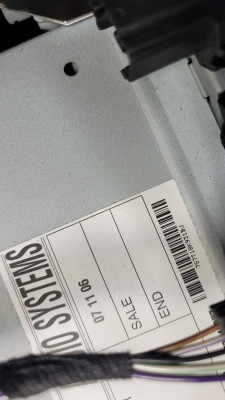 IO SYSTEMS
07 11 06
SALE
END